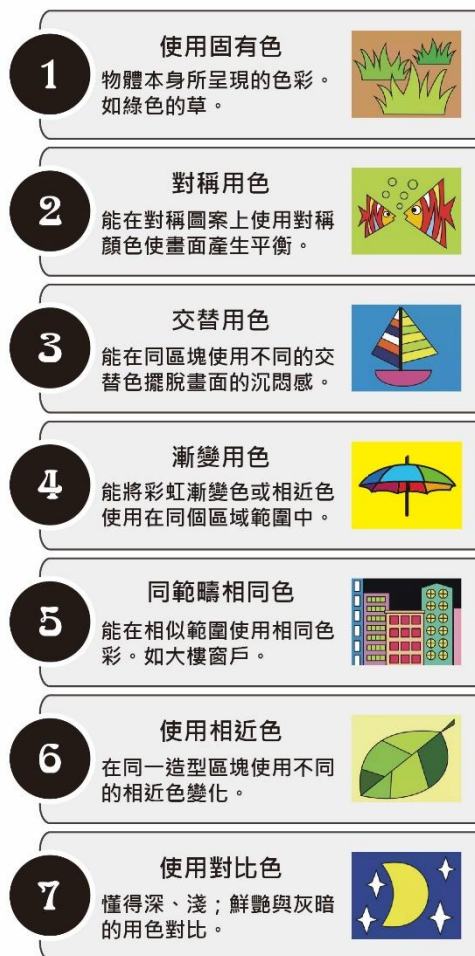 1
使用固有色
物體本身所呈現的色彩。
如綠色的草。
2
對稱用色
能在對稱圖案上使用對稱
顏色使畫面產生平衡。
3
交替用色
能在同區塊使用不同的交
替色擺脫畫面的沉悶感。
4
漸變用色
能將彩虹漸變色或相近色
使用在同個區域範圍中。
5
同範疇相同色
能在相似範圍使用相同色
彩。如大樓窗戶。
6
使用相近色
在同一造型區塊使用不同
的相近色變化。
7
使用對比色
懂得深、淺；鮮艷與灰暗
的用色對比。